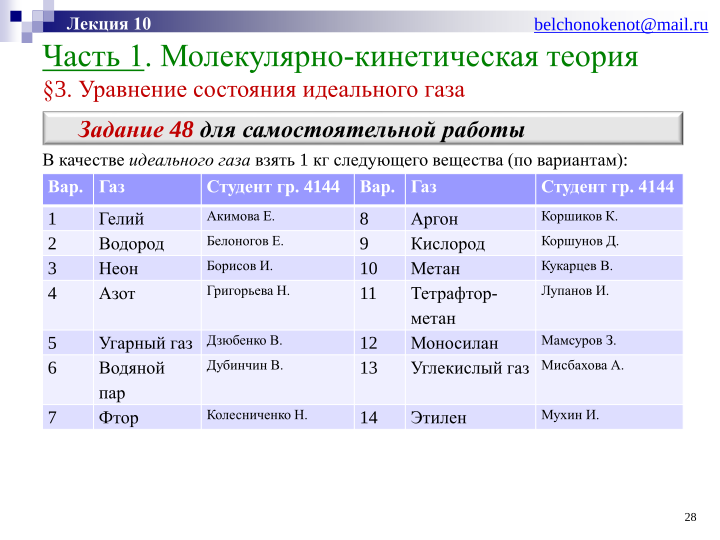 Лекция 10
belchonokenot@mail.ru
Часть 1. Молекулярно-кинетическая теория
§3. Уравнение состояния идеального газа
Задание 48 для самостоятельной работы
В качестве идеального газа взять 1 кг следующего вещества (по вариантам):
Вар. Газ Студент гр. 4144 Вар. Газ Студент гр. 4144
1 Гелий Акимова Е. 8 Аргон Коршиков К.
2 Водород Белоногов Е. 9 Кислород Коршунов Д.
3 Неон Борисов И. 10 Метан Кукарцев В.
4 Азот Григорьева Н. 11 Тетрафтор- Лупанов И.
метан
5 Угарный газ Дзюбенко В. 12 Моносилан Мамсуров З.
6 Водяной Дубинчин В. 13 Углекислый газ Мисбахова А.
пар
7 Фтор Колесниченко Н. 14 Этилен Мухин И.
28